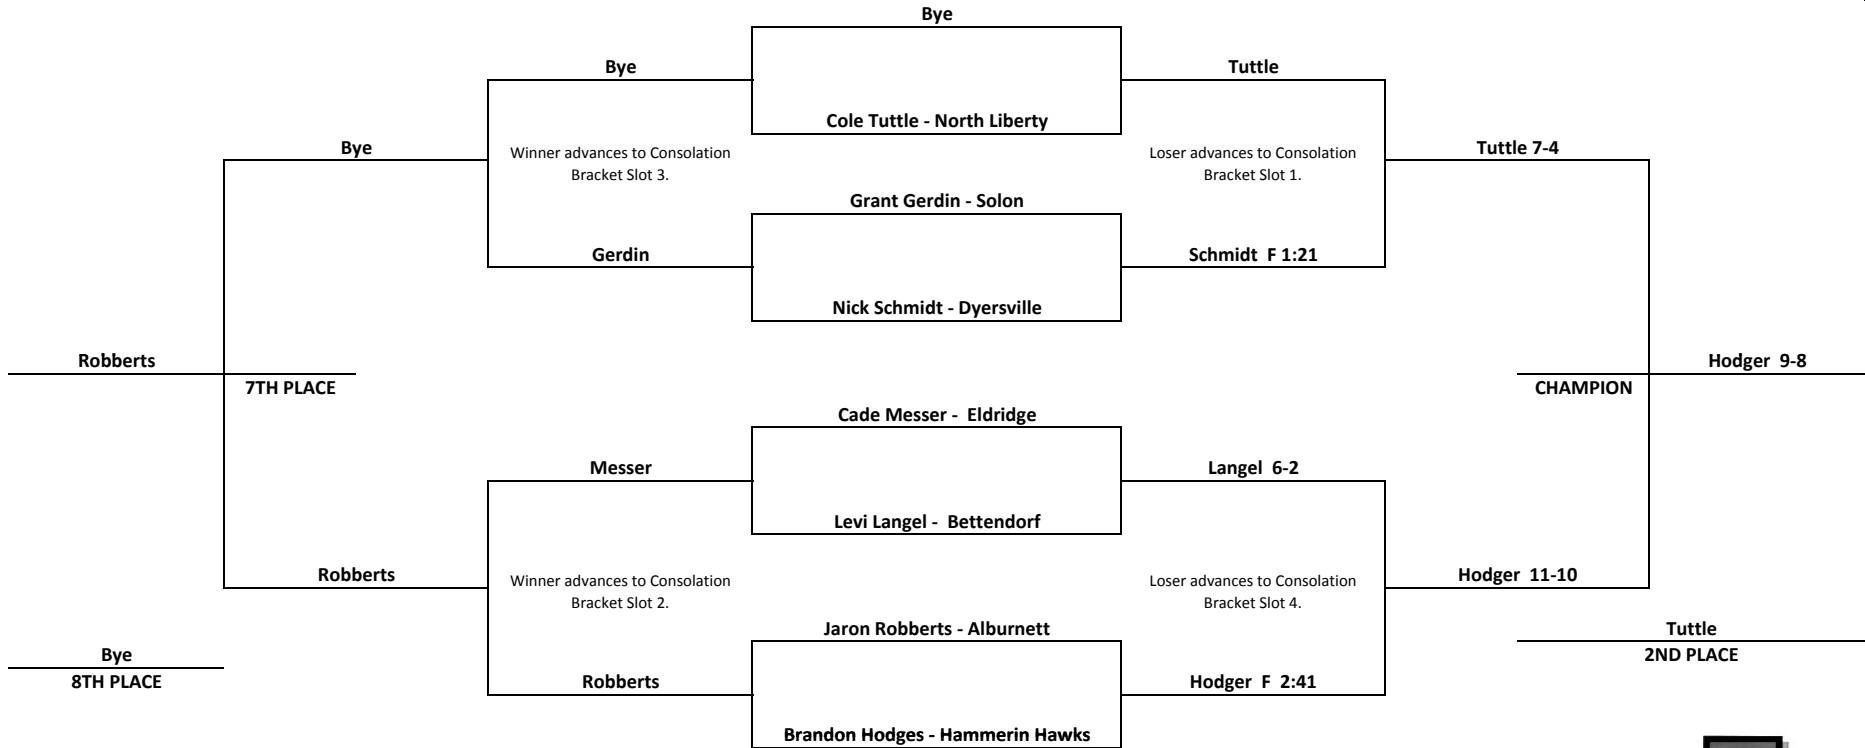 Bye
Bye
Tuttle
Cole Tuttle - North Liberty
Bye
Winner advances to Consolation
Bracket Slot 3.
Loser advances to Consolation
Bracket Slot 1.
Tuttle 7-4
Grant Gerdin - Solon
Gerdin
Schmidt  F 1:21
Nick Schmidt - Dyersville
Robberts
7TH PLACE
Hodger  9-8
CHAMPION
Cade Messer -  Eldridge
Messer
Langel  6-2
Levi Langel -  Bettendorf
Robberts
Winner advances to Consolation
Bracket Slot 2.
Loser advances to Consolation
Bracket Slot 4.
Hodger  11-10
Jaron Robberts - Alburnett
Bye
8TH PLACE
Tuttle
2ND PLACE
Robberts
Hodger  F  2:41
Brandon Hodges - Hammerin Hawks